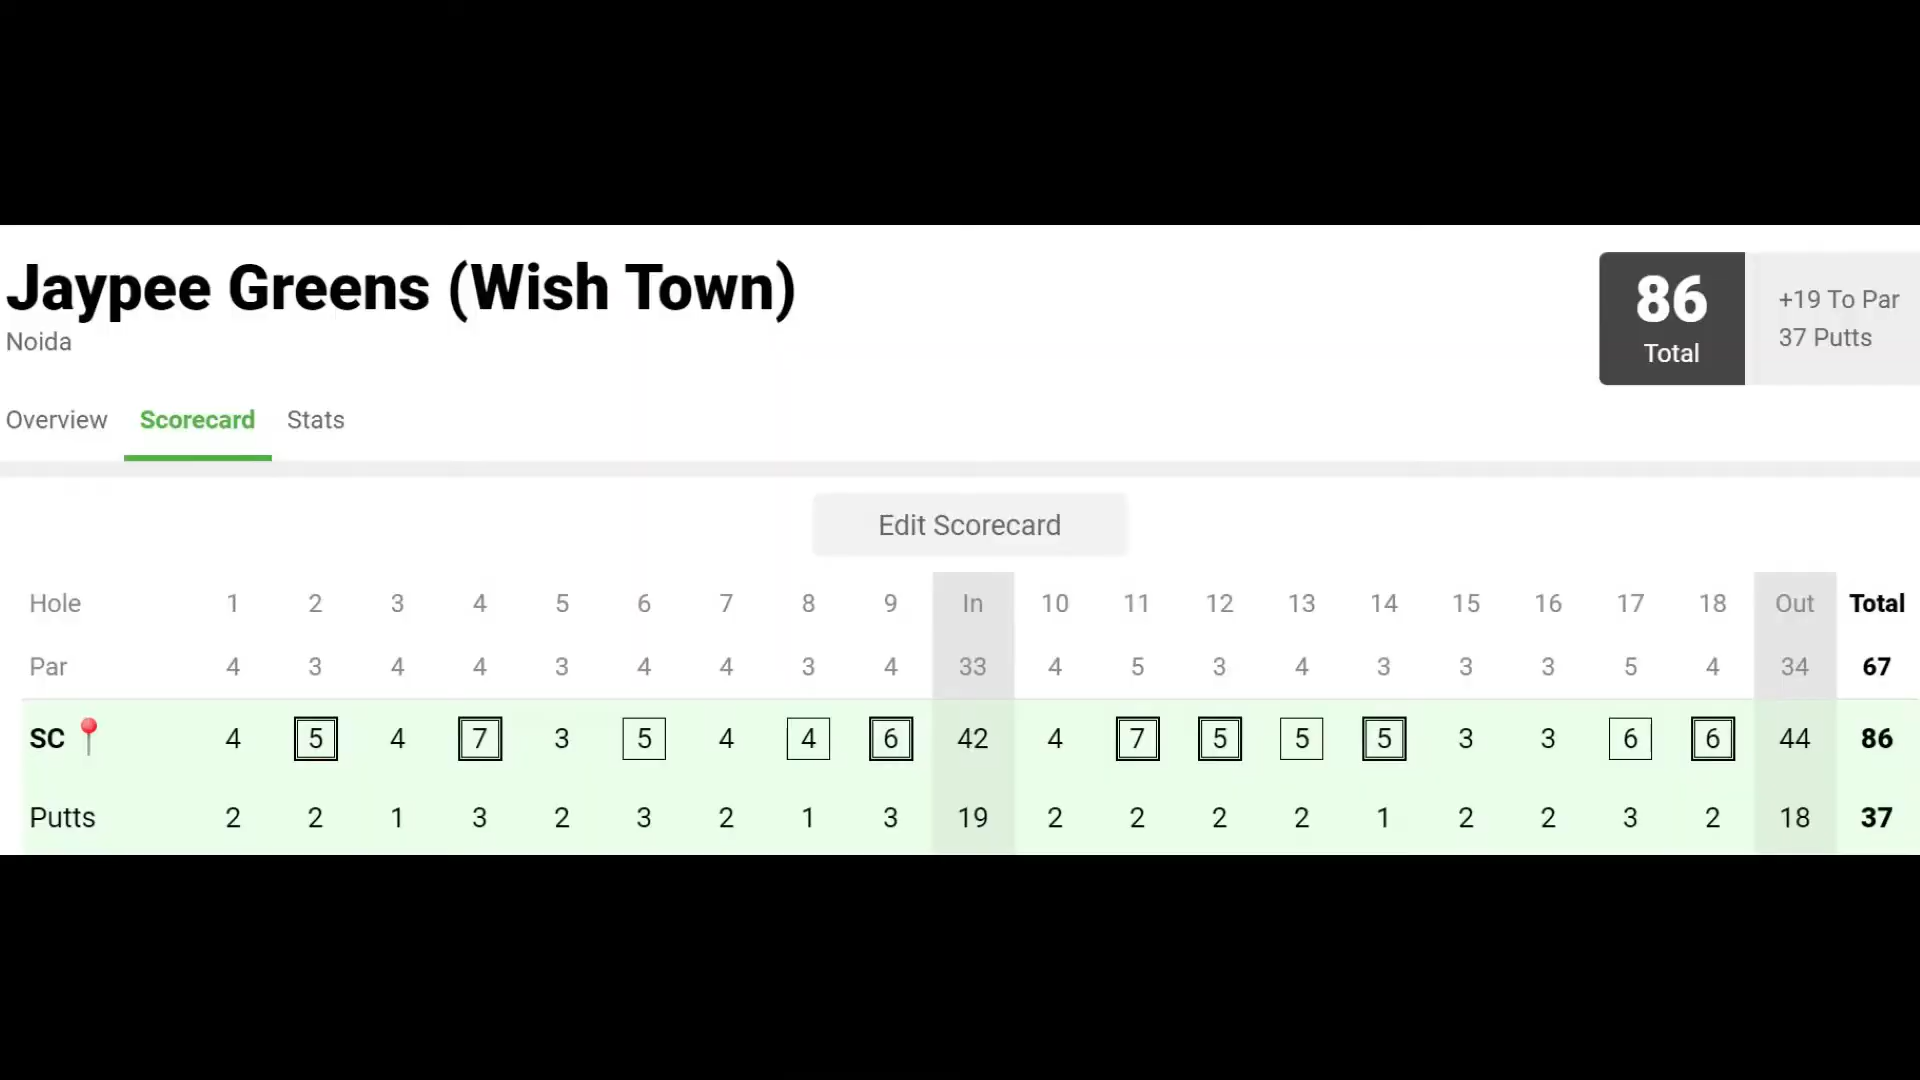 Jaypee Greens (Wish Town)
Noida
86
Total
+19 To Par
37 Putts
Overview Scorecard Stats
Edit Scorecard
Hole 1 2 3 4 5 6 7 8 9 In 10 11 12 13 14 15 16 17 18 Out Total
Par 4 3 4 4 3 4 4 3 4 33 4 5 3 4 3 3 3 5 4 34 67
SC 📍 4 5 4 7 3 5 4 4 6 42 4 7 5 5 5 3 3 6 6 44 86
Putts 2 2 1 3 2 3 2 1 3 19 2 2 2 2 1 2 2 3 2 18 37